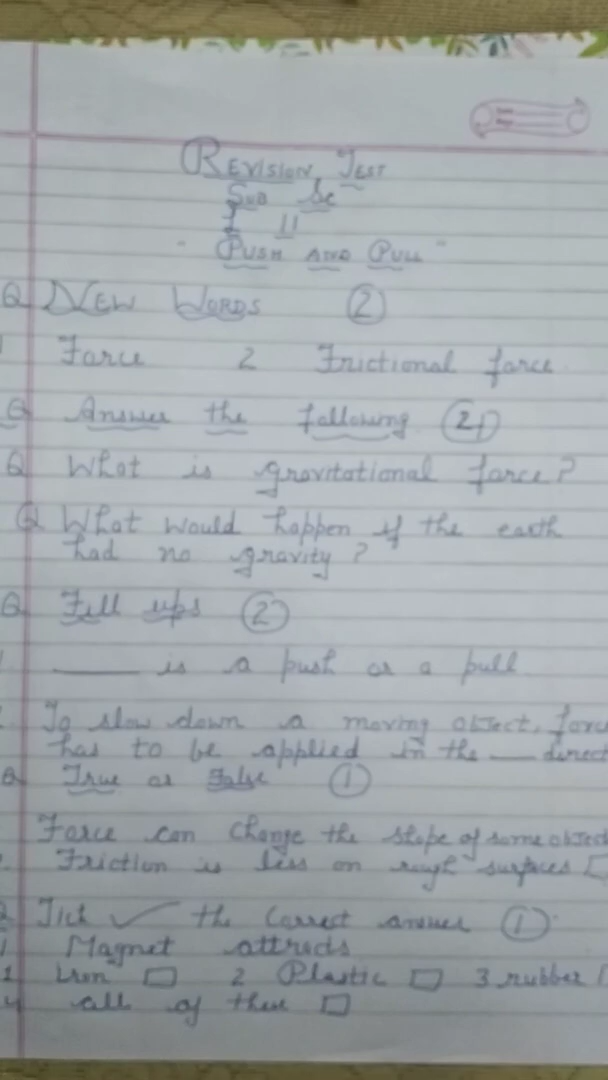 REVISION TEST
SUB Sc
L 11
"PUSH AND PULL"
Q NEW WORDS 2
1 Force 2 Frictional force
Q Answer the following
Q What is gravitational force?
Q What would happen if the earth
had no gravity?
Q Fill ups 2
1 ____ is a push or a pull
2 To slow down a moving object, forc
has to be applied in the ___ direct
Q True or False 1
Force can change the shape of some object
2. Friction is less on rough surfaces
Q Tick ✓ the correct answer 1
1 Magnet attracts
1 Iron □ 2 Plastic □ 3 rubber
4 all of these □